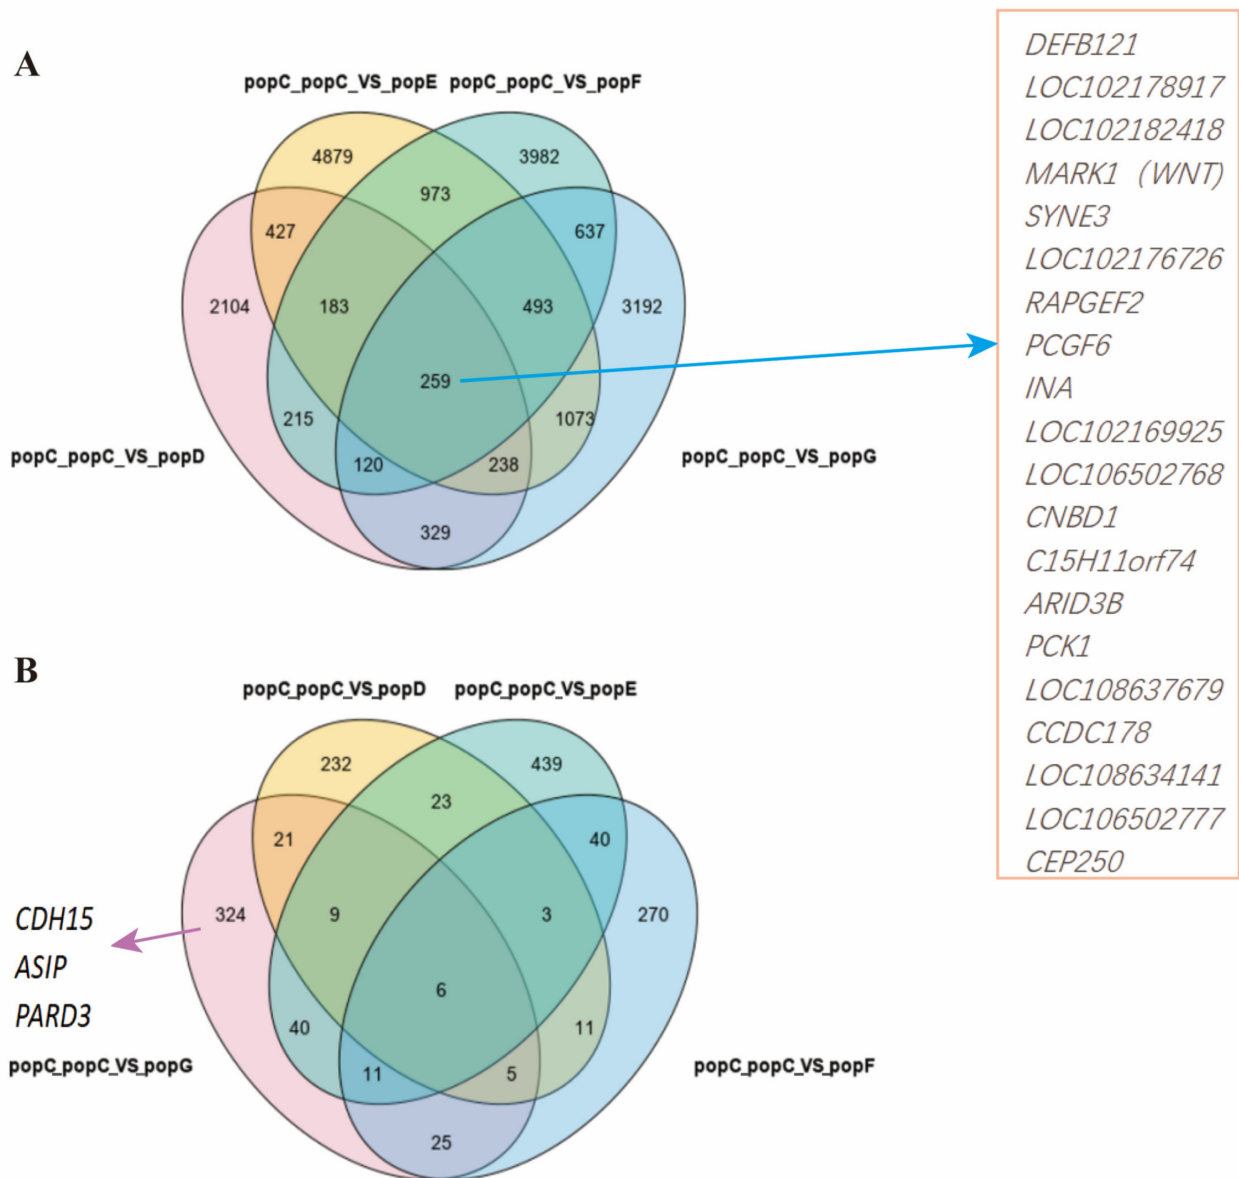 A
popC_popC_VS_popE popC_popC_VS_popF
4879
3982
973
427
637
2104
183
493
3192
259
215
1073
popC_popC_VS_popD
120
238
popC_popC_VS_popG
329
DEFB121
LOC102178917
LOC102182418
MARK1 (WNT)
SYNE3
LOC102176726
RAPGEF2
PCGF6
INA
LOC102169925
LOC106502768
CNBD1
C15H11orf74
ARID3B
PCK1
LOC108637679
CCDC178
LOC108634141
LOC106502777
CEP250
B
popC_popC_VS_popD popC_popC_VS_popE
232
439
23
21
40
324
9
3
270
6
40
11
popC_popC_VS_popG
11
5
popC_popC_VS_popF
25
CDH15
ASIP
PARD3